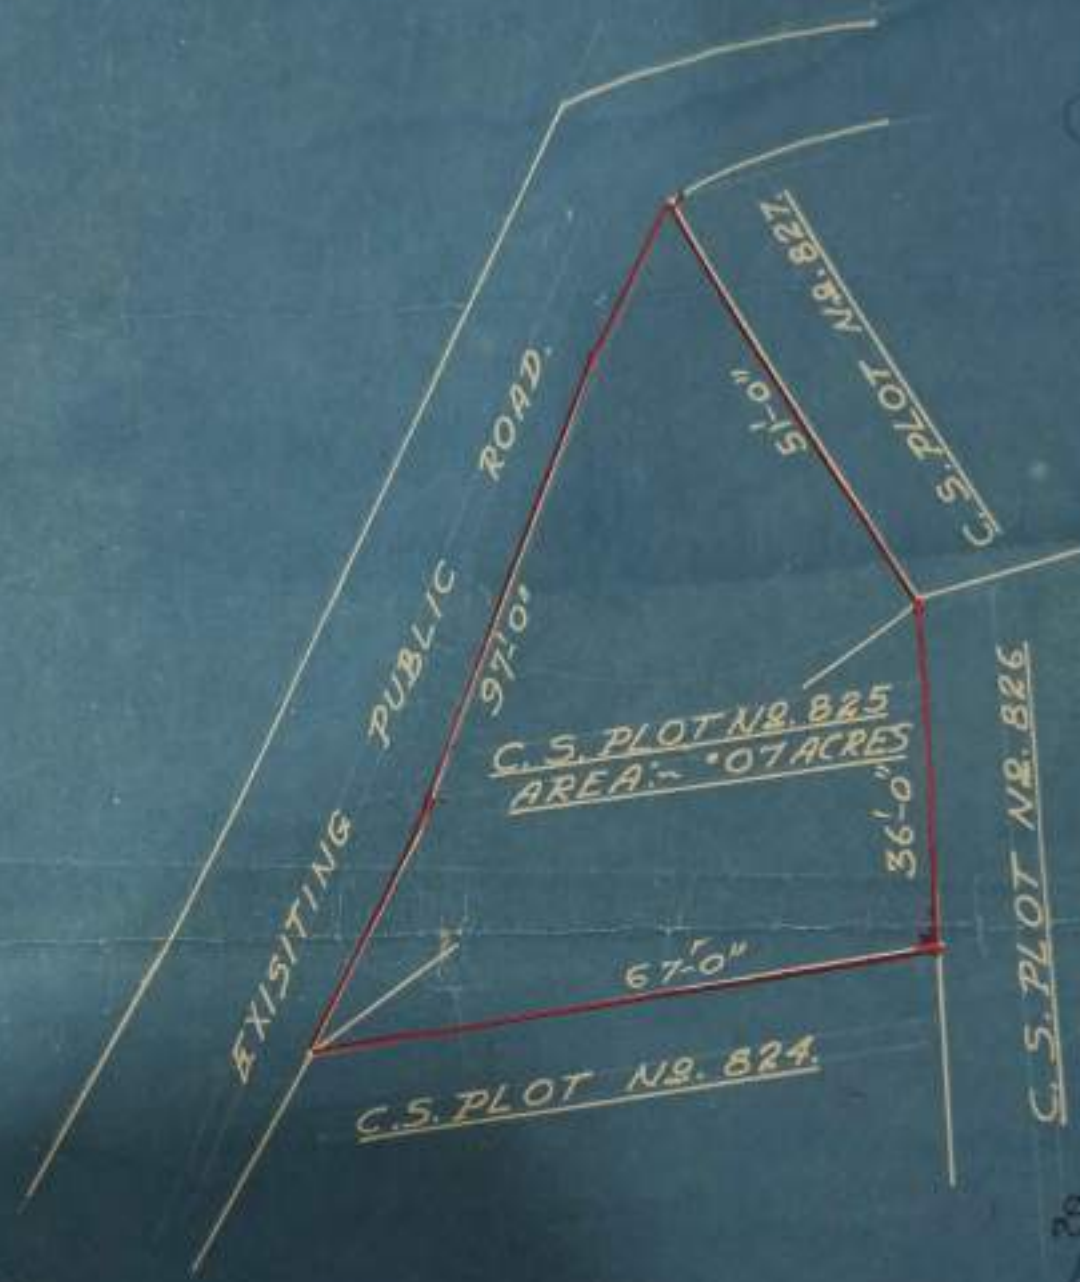 C. S. PLOT Nº. 827.
EXISITING PUBLIC ROAD.
51'-0"
97'-0"
C. S. PLOT Nº. 825
AREA:- ·07 ACRES
36'-0"
C. S. PLOT Nº. 826
67'-0"
C.S. PLOT Nº. 824.